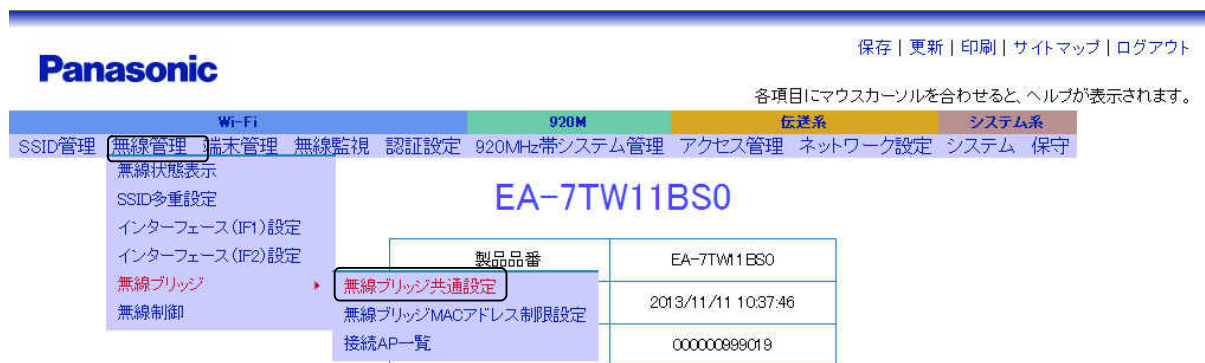 保存 | 更新 | 印刷 | サイトマップ | ログアウト
Panasonic
各項目にマウスカーソルを合わせると、ヘルプが表示されます。
Wi-Fi 920M 伝送系 システム系
SSID管理 無線管理 端末管理 無線監視 認証設定 920MHz帯システム管理 アクセス管理 ネットワーク設定 システム 保守
無線状態表示
SSID多重設定
インターフェース(IF1)設定
インターフェース(IF2)設定
無線ブリッジ
無線制御
無線ブリッジ共通設定
無線ブリッジMACアドレス制限設定
接続AP一覧
EA-7TW11BS0
製品品番 EA-7TW11BS0
2013/11/11 10:37:46
000000999019